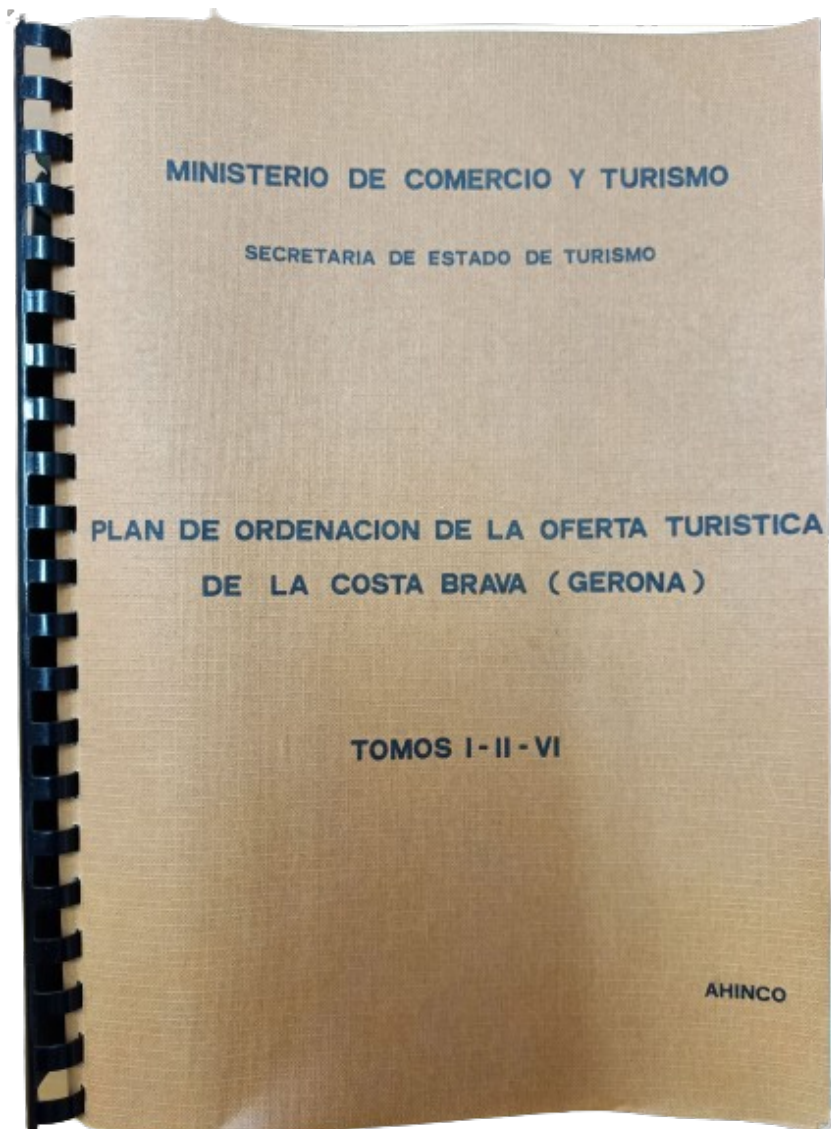 MINISTERIO DE COMERCIO Y TURISMO
SECRETARIA DE ESTADO DE TURISMO
PLAN DE ORDENACION DE LA OFERTA TURISTICA
DE LA COSTA BRAVA (GERONA)
TOMOS I-II-VI
AHINCO